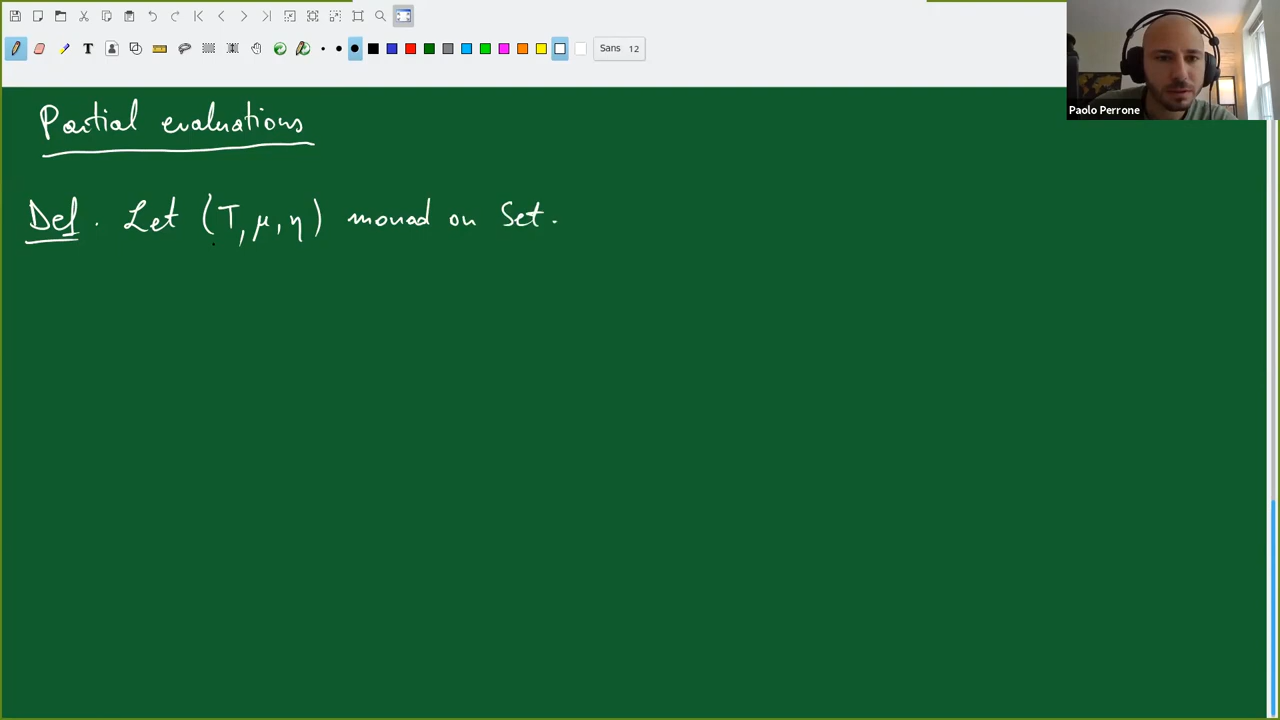 Sans 12
Paolo Perrone
Partial evaluations
Def. Let (T, μ, η) monad on Set.